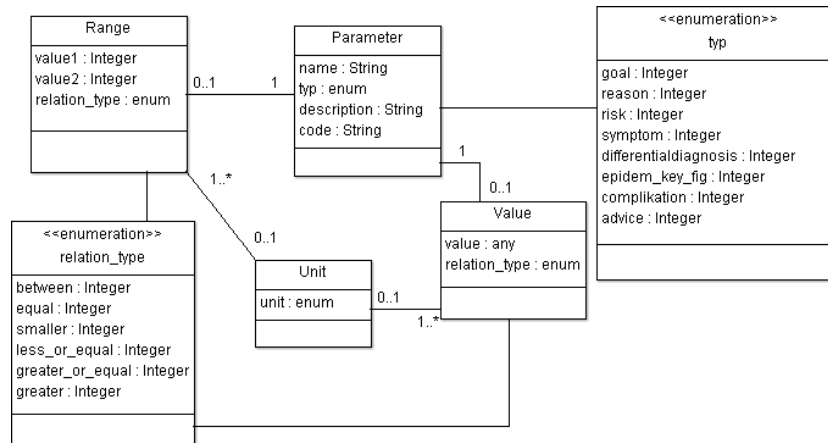 Range
value1 : Integer
value2 : Integer
relation_type : enum
0..1
1
Parameter
name : String
typ : enum
description : String
code : String
<<enumeration>>
typ
goal : Integer
reason : Integer
risk : Integer
symptom : Integer
differentialdiagnosis : Integer
epidem_key_fig : Integer
complikation : Integer
advice : Integer
1
0..1
1..*
0..1
<<enumeration>>
relation_type
between : Integer
equal : Integer
smaller : Integer
less_or_equal : Integer
greater_or_equal : Integer
greater : Integer
Unit
unit : enum
0..1
1..*
Value
value : any
relation_type : enum